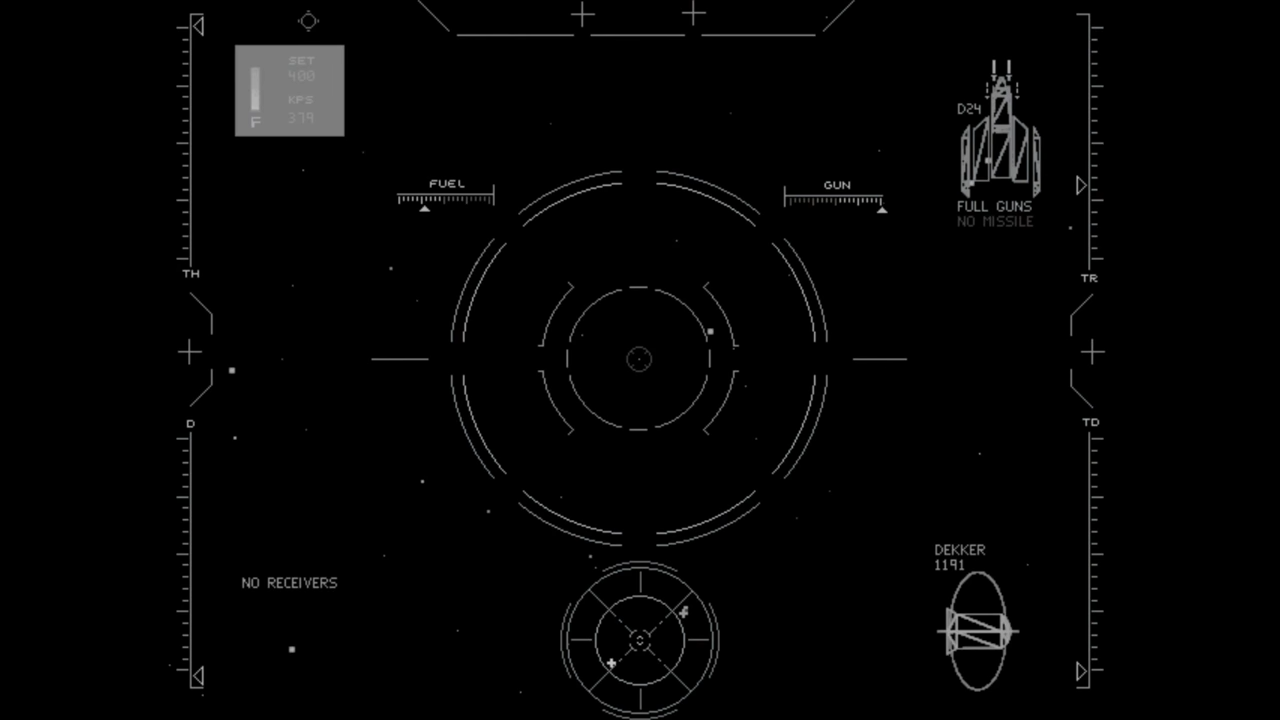 SET
400
KPS
379
F
FUEL
GUN
D24
FULL GUNS
NO MISSILE
TH
TR
D
TD
DEKKER
1191
NO RECEIVERS